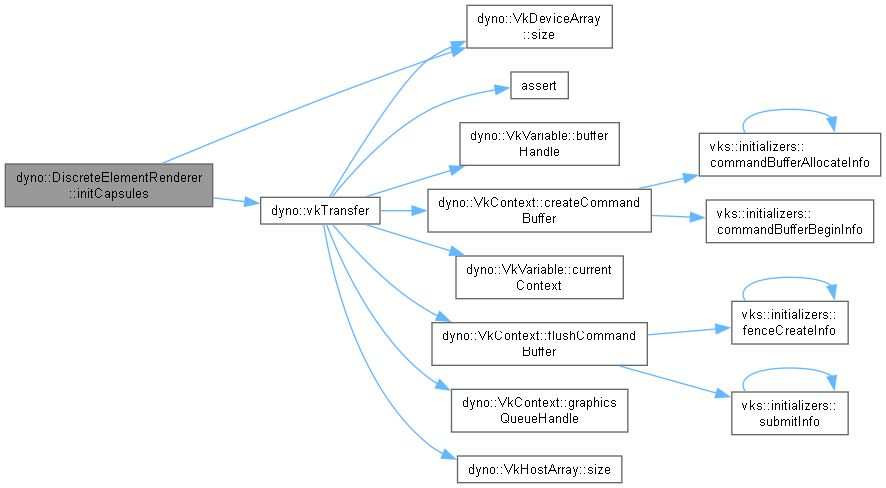 dyno::VkDeviceArray
::size
assert
dyno::VkVariable::buffer
Handle
vks::initializers::
commandBufferAllocateInfo
dyno::DiscreteElementRenderer
::initCapsules
dyno::vkTransfer
dyno::VkContext::createCommand
Buffer
vks::initializers::
commandBufferBeginInfo
dyno::VkVariable::current
Context
dyno::VkContext::flushCommand
Buffer
vks::initializers::
fenceCreateInfo
dyno::VkContext::graphics
QueueHandle
vks::initializers::
submitInfo
dyno::VkHostArray::size